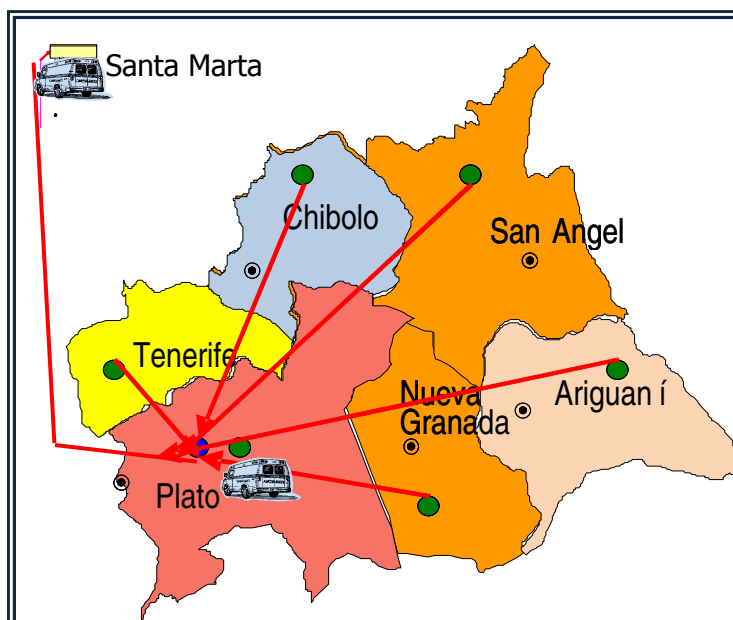 Santa Marta
Chibolo
San Angel
Tenerife
Nueva
Granada
Ariguan í
Plato